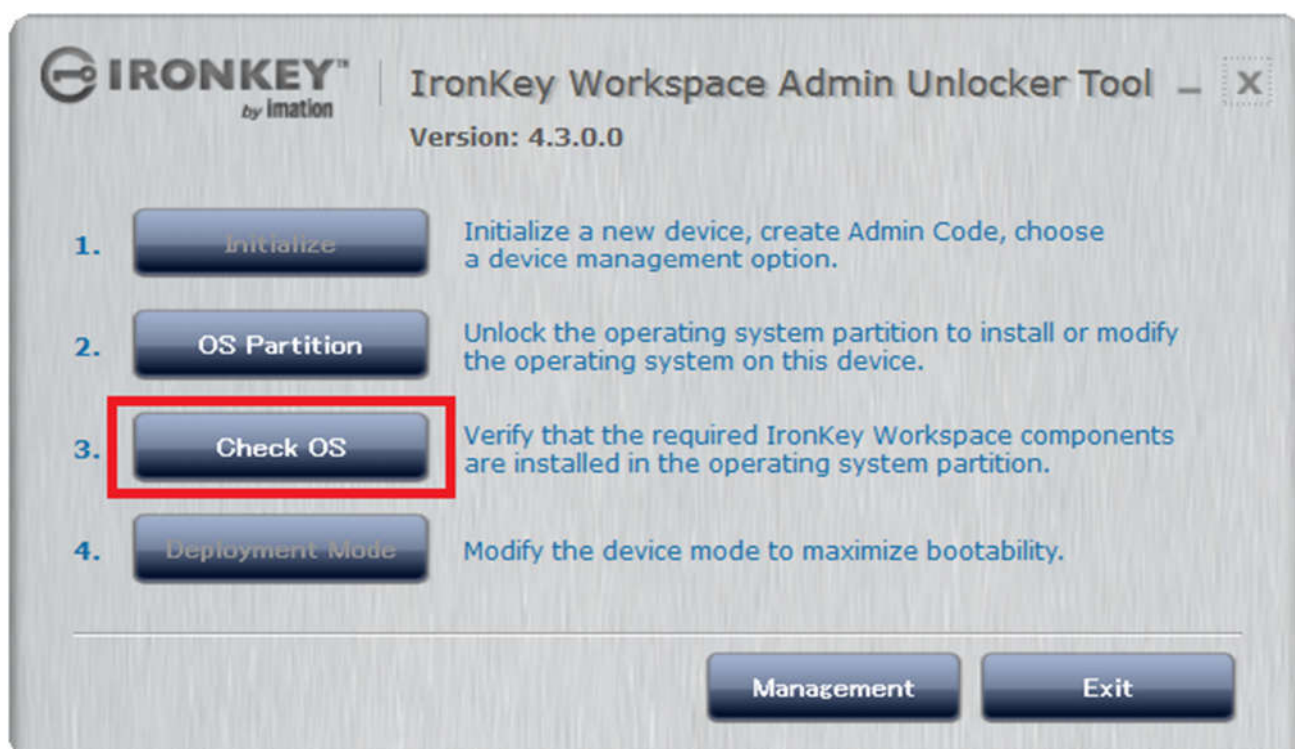 IRONKEY™
by imation
IronKey Workspace Admin Unlocker Tool
Version: 4.3.0.0
1.
Initialize
Initialize a new device, create Admin Code, choose
a device management option.
2.
OS Partition
Unlock the operating system partition to install or modify
the operating system on this device.
3.
Check OS
Verify that the required IronKey Workspace components
are installed in the operating system partition.
4.
Deployment Mode
Modify the device mode to maximize bootability.
Management
Exit